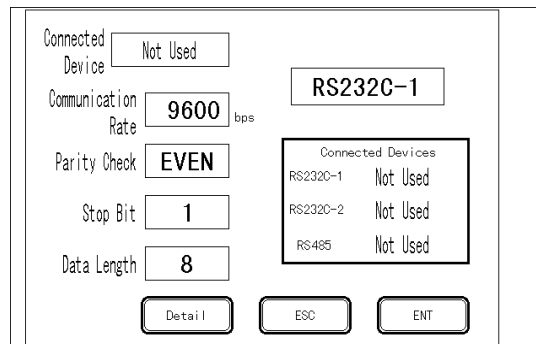 Connected
Device
Not Used
Communication
Rate
9600
bps
Parity Check
EVEN
Stop Bit
1
Data Length
8
RS232C-1
Connected Devices
RS232C-1 Not Used
RS232C-2 Not Used
RS485 Not Used
Detail
ESC
ENT